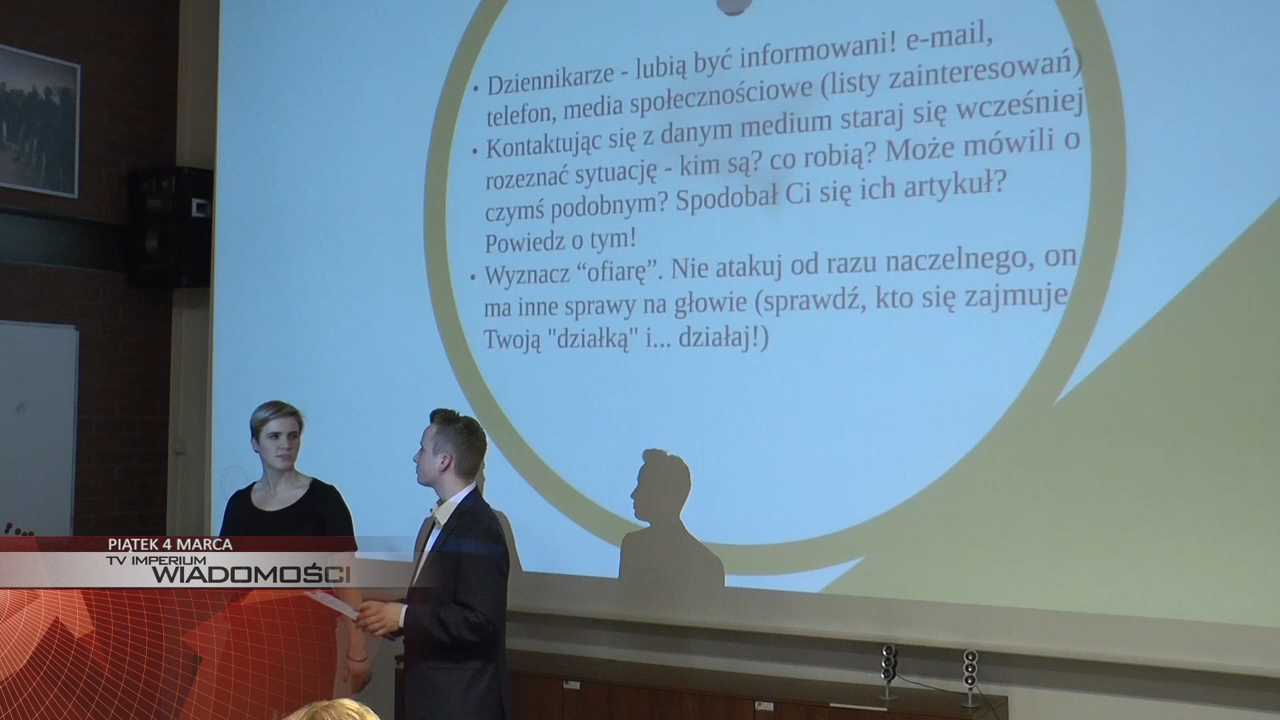 • Dziennikarze - lubią być informowani! e-mail,
telefon, media społecznościowe (listy zainteresowań)
• Kontaktując się z danym medium staraj się wcześniej
rozeznać sytuację - kim są? co robią? Może mówili o
czymś podobnym? Spodobał Ci się ich artykuł?
Powiedz o tym!
• Wyznacz “ofiarę”. Nie atakuj od razu naczelnego, on
ma inne sprawy na głowie (sprawdź, kto się zajmuje
Twoją "działką" i... działaj!)
PIĄTEK 4 MARCA
TV IMPERIUM
WIADOMOŚCI